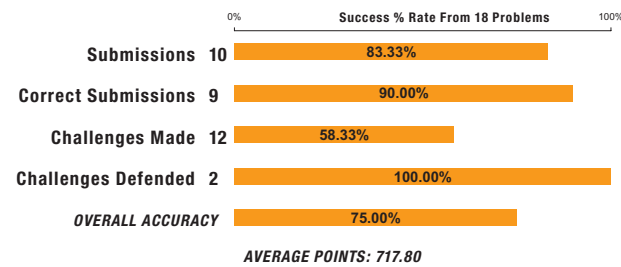 0% Success % Rate From 18 Problems 100%
Submissions 10 83.33%
Correct Submissions 9 90.00%
Challenges Made 12 58.33%
Challenges Defended 2 100.00%
OVERALL ACCURACY 75.00%
AVERAGE POINTS: 717.80